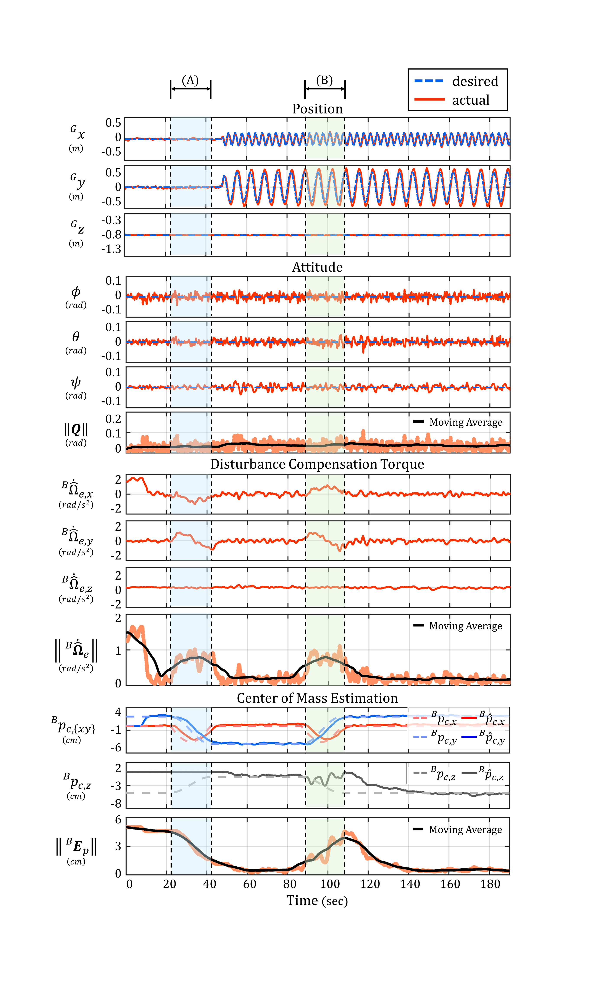 (A) (B)
desired
actual
Position
0.5
ᴳx 0
(m) -0.5
0.5
ᴳy 0
(m) -0.5
-0.3
ᴳz -0.8
(m) -1.3
Attitude
0.1
ϕ 0
(rad) -0.1
0.1
θ 0
(rad) -0.1
0.1
ψ 0
(rad) -0.1
0.2
‖Q‖ 0.1 Moving Average
(rad) 0
Disturbance Compensation Torque
2
ᴮΩ̂̇e,x 0
(rad/s²) -2
2
ᴮΩ̂̇e,y 0
(rad/s²) -2
2
ᴮΩ̂̇e,z 0
(rad/s²) -2
2 Moving Average
‖ᴮΩ̂̇e‖ 1
(rad/s²) 0
Center of Mass Estimation
4 ᴮpc,x ᴮp̂c,x
ᴮpc,{xy} -1
(cm) -6 ᴮpc,y ᴮp̂c,y
2 ᴮpc,z ᴮp̂c,z
ᴮpc,z -3
(cm) -8
6 Moving Average
‖ᴮEp‖ 3
(cm) 0
0 20 40 60 80 100 120 140 160 180
Time (sec)